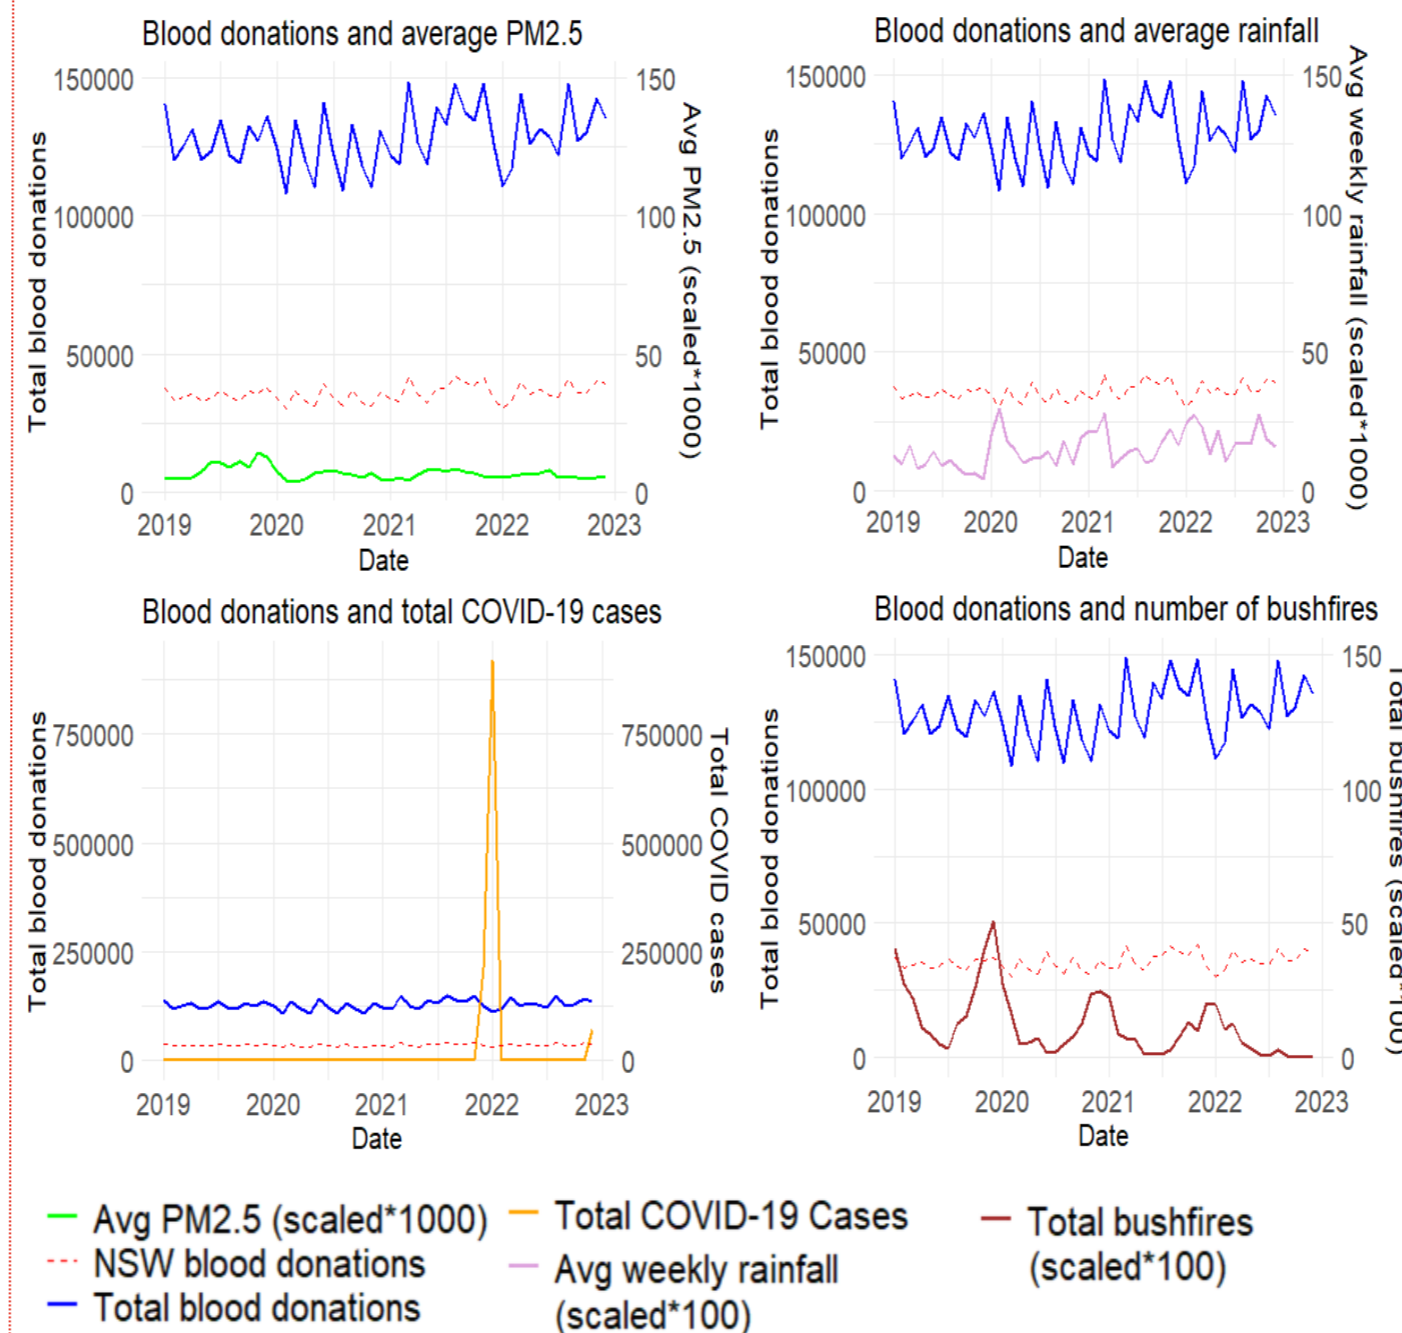 Blood donations and average PM2.5
150000
100000
50000
0
Total blood donations
150
100
50
0
Avg PM2.5 (scaled*1000)
2019 2020 2021 2022 2023
Date
Blood donations and average rainfall
150000
100000
50000
0
Total blood donations
150
100
50
0
Avg weekly rainfall (scaled*1000)
2019 2020 2021 2022 2023
Date
Blood donations and total COVID-19 cases
750000
500000
250000
0
Total blood donations
750000
500000
250000
0
Total COVID cases
2019 2020 2021 2022 2023
Date
Blood donations and number of bushfires
150000
100000
50000
0
Total blood donations
150
100
50
0
Total bushfires (scaled*100)
2019 2020 2021 2022 2023
Date
Avg PM2.5 (scaled*1000)
NSW blood donations
Total blood donations
Total COVID-19 Cases
Avg weekly rainfall
(scaled*100)
Total bushfires
(scaled*100)